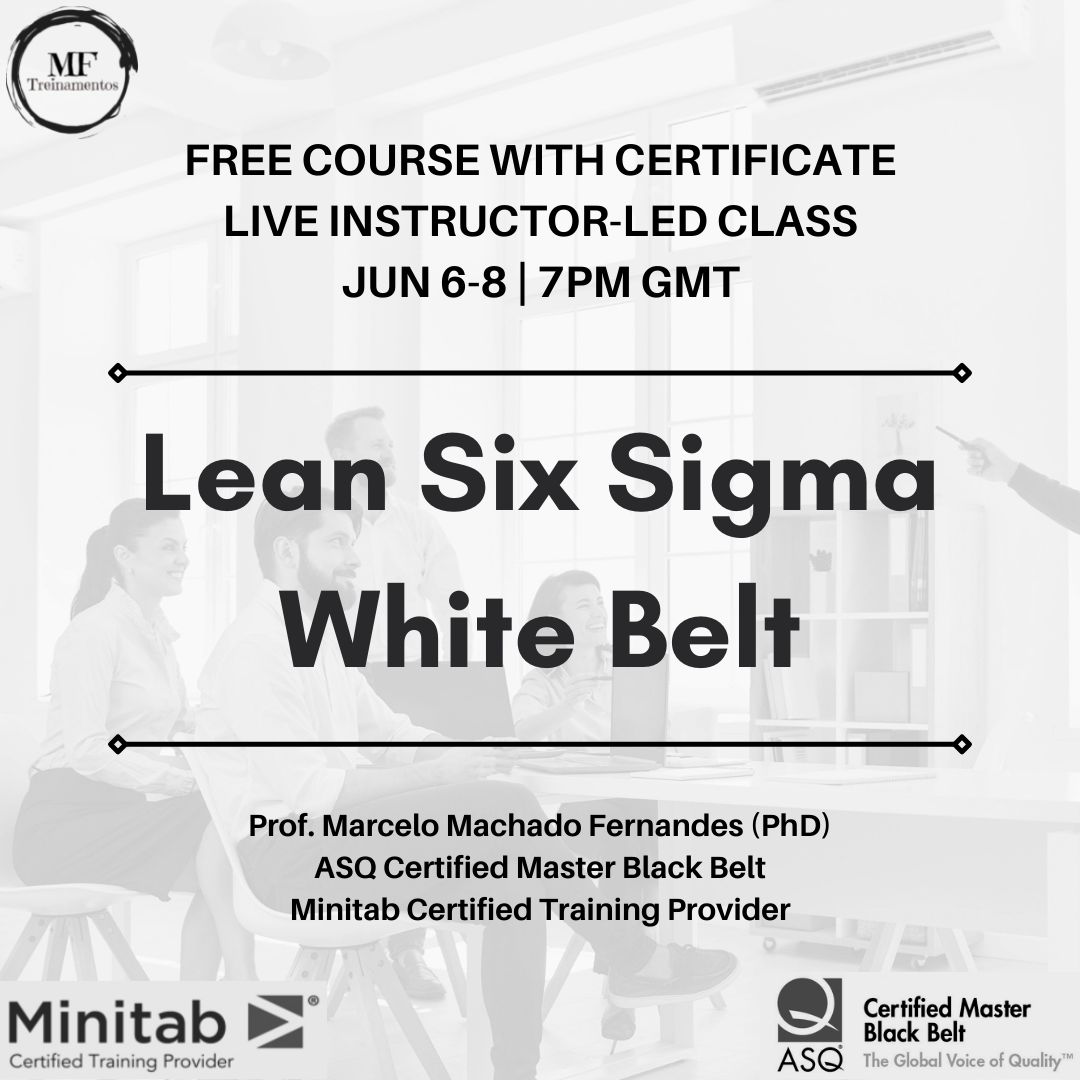 MF
Treinamentos
FREE COURSE WITH CERTIFICATE
LIVE INSTRUCTOR-LED CLASS
JUN 6-8 | 7PM GMT
Lean Six Sigma
White Belt
Prof. Marcelo Machado Fernandes (PhD)
ASQ Certified Master Black Belt
Minitab Certified Training Provider
Minitab ®
Certified Training Provider
ASQ®
Certified Master
Black Belt
The Global Voice of Quality™